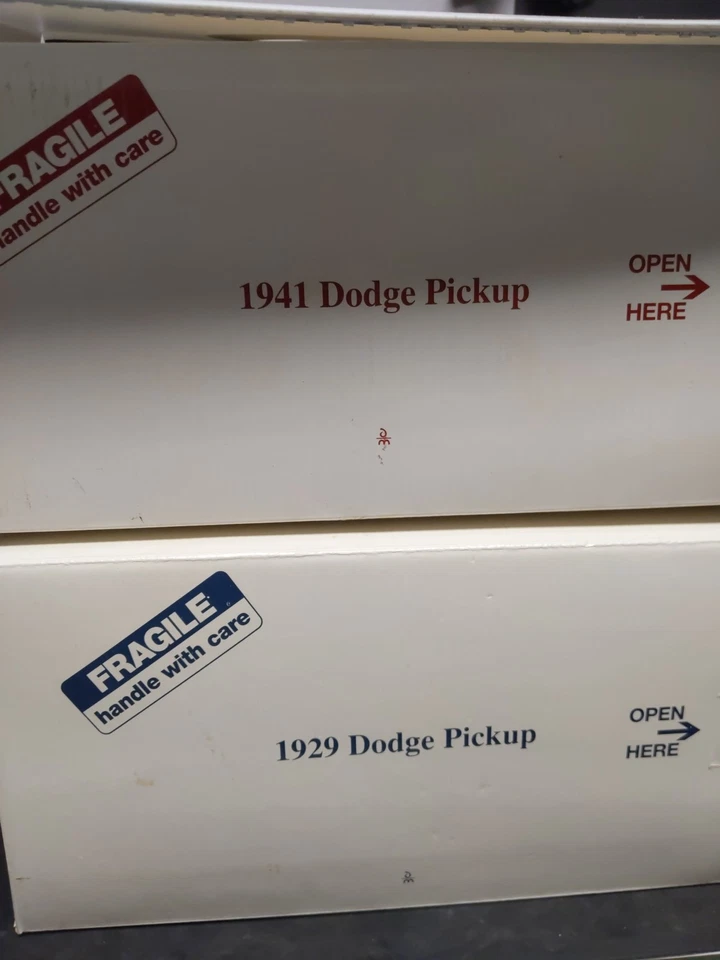 FRAGILE
handle with care
1941 Dodge Pickup
OPEN
HERE
FRAGILE
handle with care
1929 Dodge Pickup
OPEN
HERE